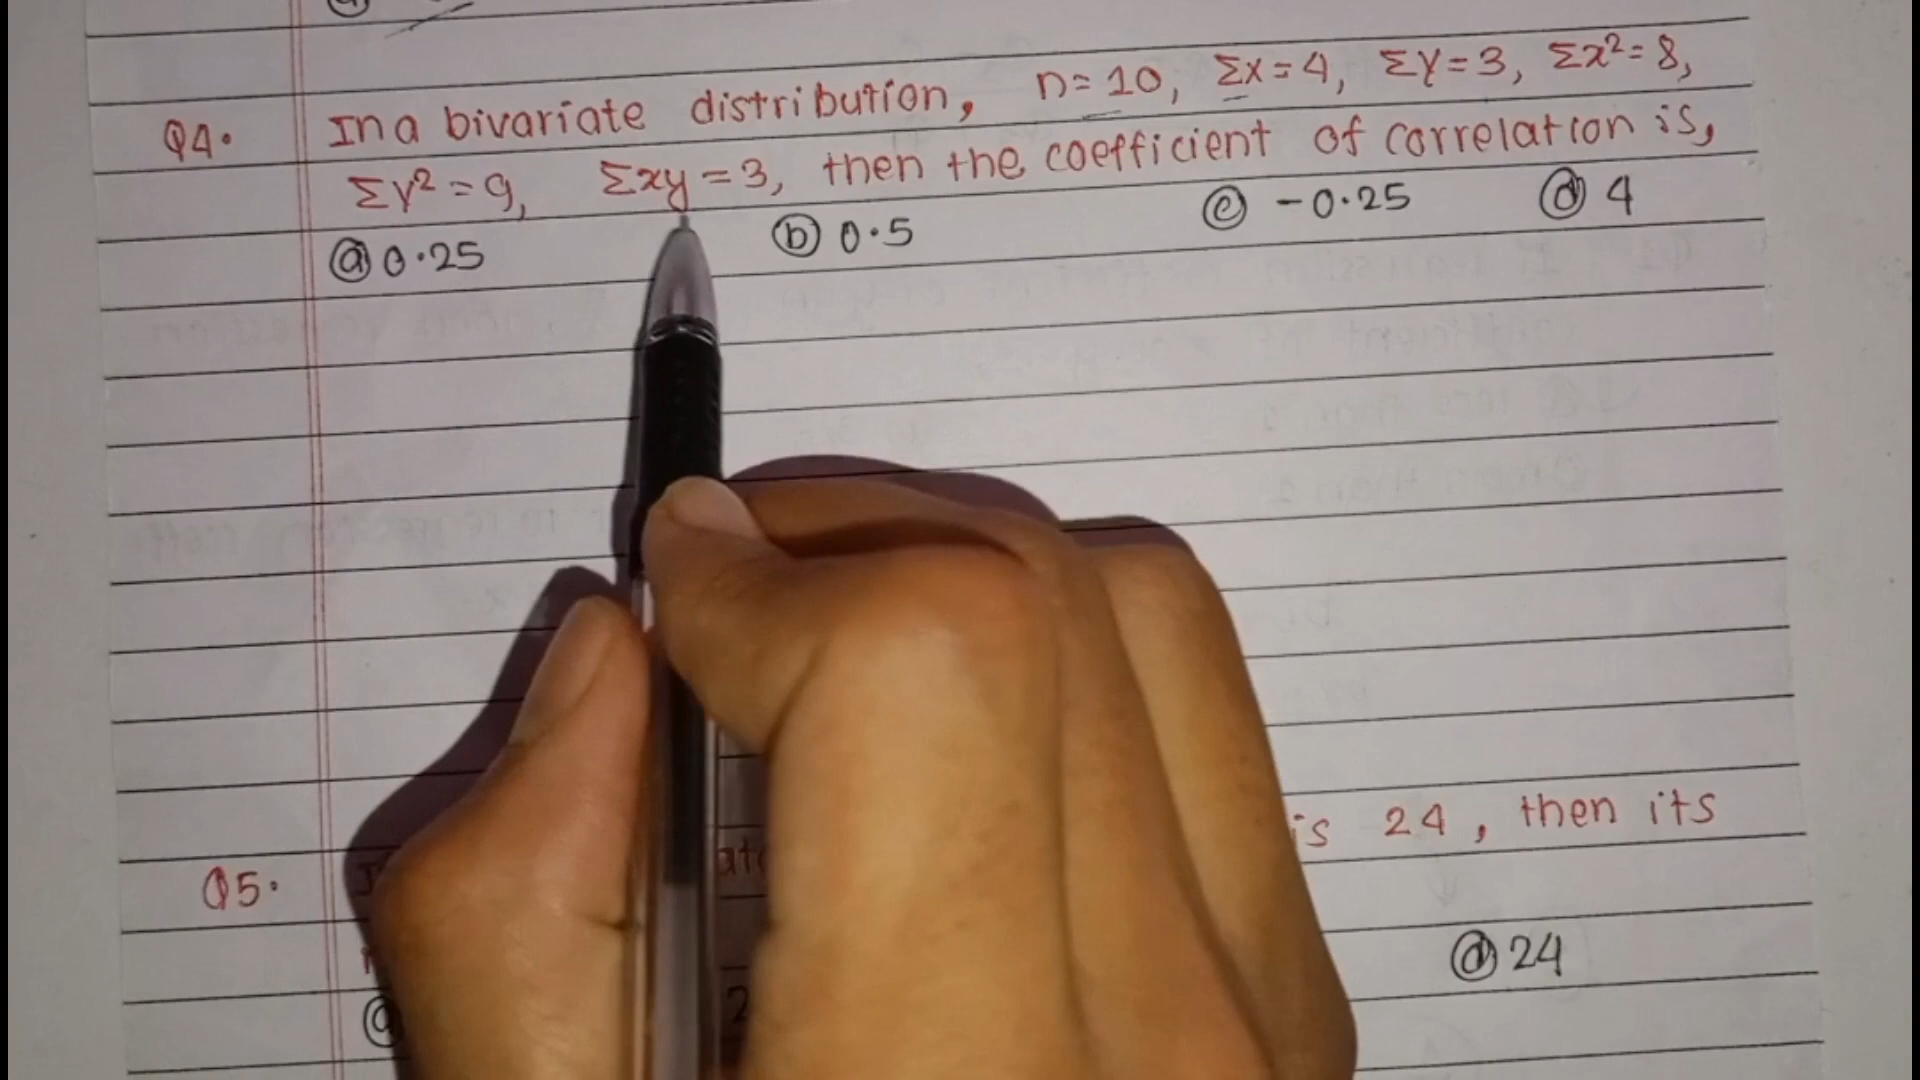 Q4. In a bivariate distribution, n=10, Σx=4, Σy=3, Σx²=8,
Σy²=9, Σxy=3, then the coefficient of correlation is,
ⓐ 0.25 ⓑ 0.5 ⓒ -0.25 ⓓ 4
is 24, then its
Q5.
ⓓ 24